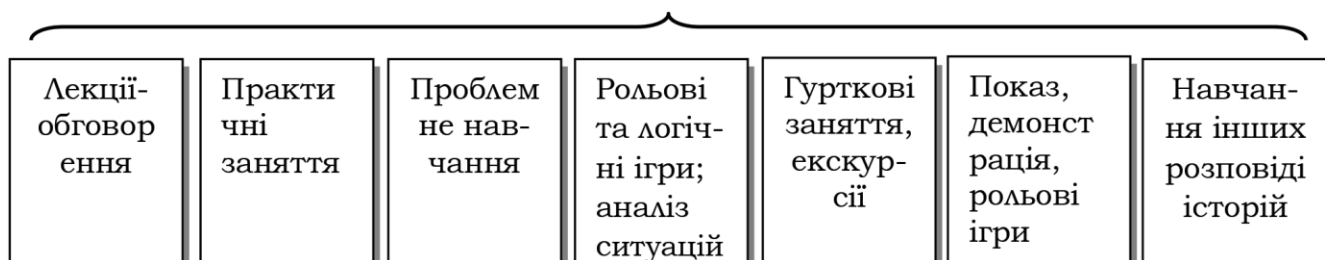 Лекції-
обговор
ення
Практи
чні
заняття
Проблем
не нав-
чання
Рольові
та логіч-
ні ігри;
аналіз
ситуацій
Гурткові
заняття,
екскур-
сії
Показ,
демонст
рація,
рольові
ігри
Навчан-
ня інших
розповіді
історій